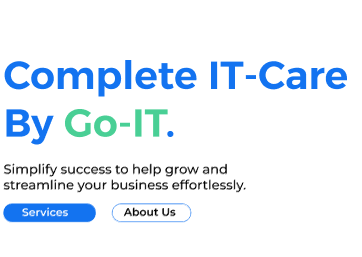 Complete IT-Care
By Go-IT.
Simplify success to help grow and
streamline your business effortlessly.
Services
About Us